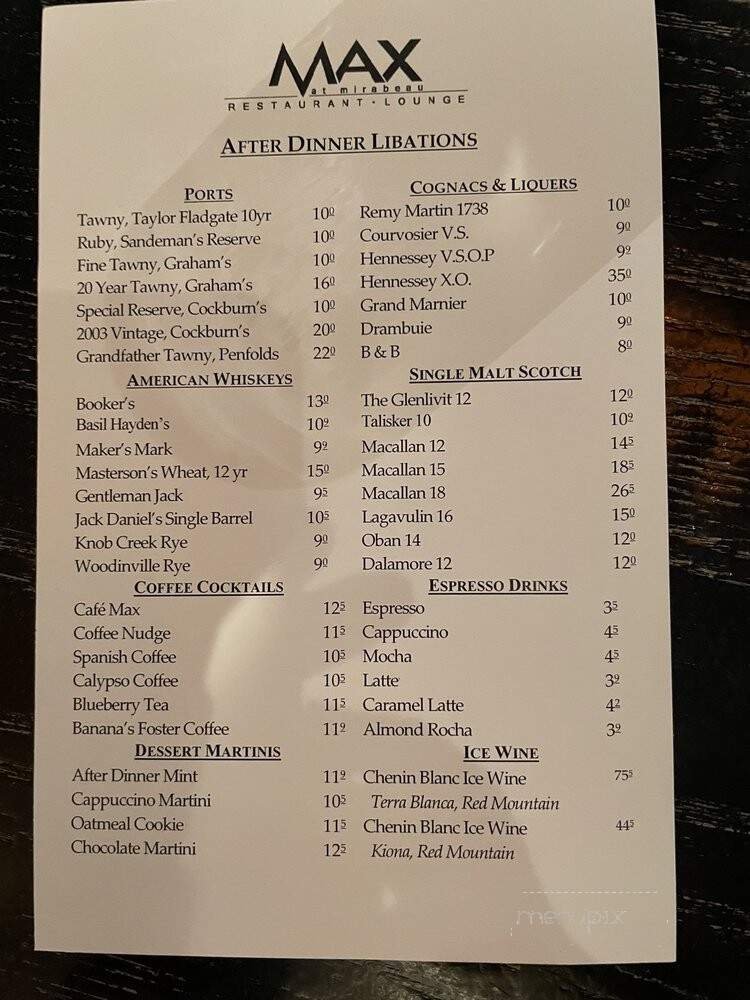 MAX
at mirabeau
RESTAURANT · LOUNGE
AFTER DINNER LIBATIONS
PORTS
Tawny, Taylor Fladgate 10yr 10⁰
Ruby, Sandeman's Reserve 10⁰
Fine Tawny, Graham's 10⁰
20 Year Tawny, Graham's 16⁰
Special Reserve, Cockburn's 10⁰
2003 Vintage, Cockburn's 20⁰
Grandfather Tawny, Penfolds 22⁰
AMERICAN WHISKEYS
Booker's 13⁰
Basil Hayden's 10⁹
Maker's Mark 9⁹
Masterson's Wheat, 12 yr 15⁰
Gentleman Jack 9⁵
Jack Daniel's Single Barrel 10⁵
Knob Creek Rye 9⁰
Woodinville Rye 9⁰
COFFEE COCKTAILS
Café Max 12⁵
Coffee Nudge 11⁵
Spanish Coffee 10⁵
Calypso Coffee 10⁵
Blueberry Tea 11⁵
Banana's Foster Coffee 11⁹
DESSERT MARTINIS
After Dinner Mint 11⁹
Cappuccino Martini 10⁵
Oatmeal Cookie 11⁵
Chocolate Martini 12⁵
COGNACS & LIQUERS
Remy Martin 1738 10⁰
Courvosier V.S. 9⁰
Hennessey V.S.O.P 9⁹
Hennessey X.O. 35⁰
Grand Marnier 10⁰
Drambuie 9⁰
B & B 8⁰
SINGLE MALT SCOTCH
The Glenlivit 12 12⁰
Talisker 10 10⁹
Macallan 12 14⁵
Macallan 15 18⁵
Macallan 18 26⁵
Lagavulin 16 15⁰
Oban 14 12⁰
Dalamore 12 12⁰
ESPRESSO DRINKS
Espresso 3⁵
Cappuccino 4⁵
Mocha 4⁵
Latte 3⁹
Caramel Latte 4²
Almond Rocha 3⁹
ICE WINE
Chenin Blanc Ice Wine 75⁵
Terra Blanca, Red Mountain
Chenin Blanc Ice Wine 44⁵
Kiona, Red Mountain
menupix